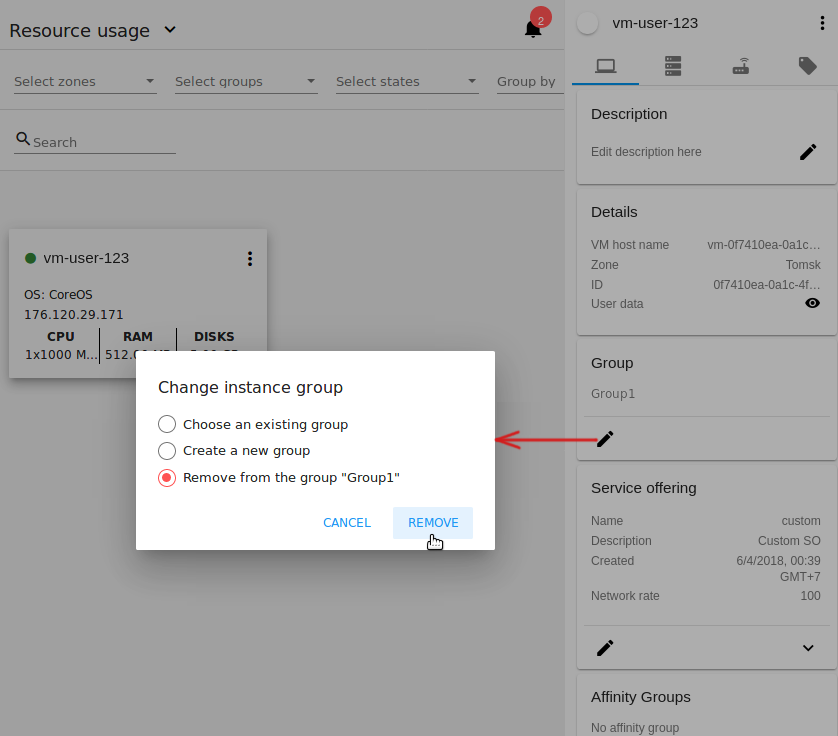 Resource usage
2
Select zones
Select groups
Select states
Group by
Search
vm-user-123
OS: CoreOS
176.120.29.171
CPU
RAM
DISKS
1x1000 M...
Change instance group
Choose an existing group
Create a new group
Remove from the group "Group1"
CANCEL
REMOVE
vm-user-123
Description
Edit description here
Details
VM host name
vm-0f7410ea-0a1c...
Zone
Tomsk
ID
0f7410ea-0a1c-4f...
User data
Group
Group1
Service offering
Name
custom
Description
Custom SO
Created
6/4/2018, 00:39
GMT+7
Network rate
100
Affinity Groups
No affinity group